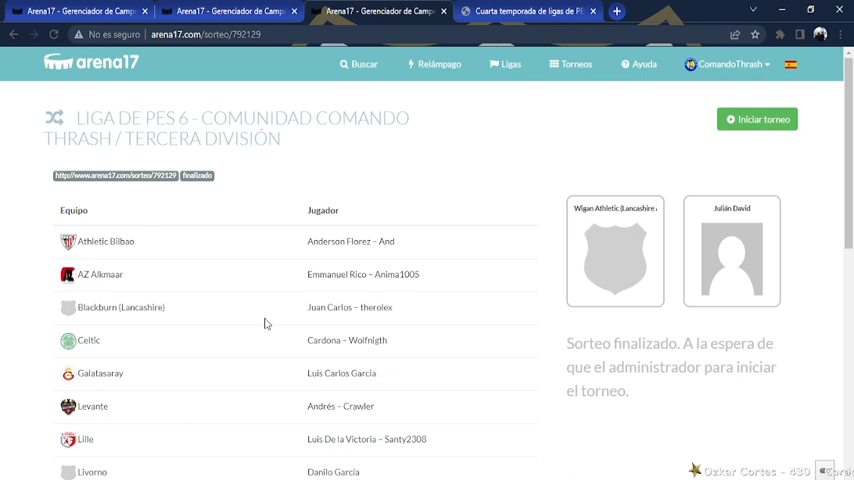 Arena17 - Gerenciador de Camp
Arena17 - Gerenciador de Camp
Arena17 - Gerenciador de Camp
Cuarta temporada de ligas de PE
No es seguro arena17.com/sorteo/792129
arena17
Buscar
Relámpago
Ligas
Torneos
Ayuda
ComandoThrash
LIGA DE PES 6 - COMUNIDAD COMANDO
THRASH / TERCERA DIVISIÓN
Iniciar torneo
http://www.arena17.com/sorteo/792129 finalizado
Equipo Jugador
Athletic Bilbao Anderson Florez – And
AZ Alkmaar Emmanuel Rico – Anima1005
Blackburn (Lancashire) Juan Carlos – therolex
Celtic Cardona – Wolfnigth
Galatasaray Luis Carlos Garcia
Levante Andrés – Crawler
Lille Luis De la Victoria – Santy2308
Livorno Danilo García
Wigan Athletic (Lancashire
Julián David
Sorteo finalizado. A la espera de
que el administrador para iniciar
el torneo.
Ozkar Cortes - 430